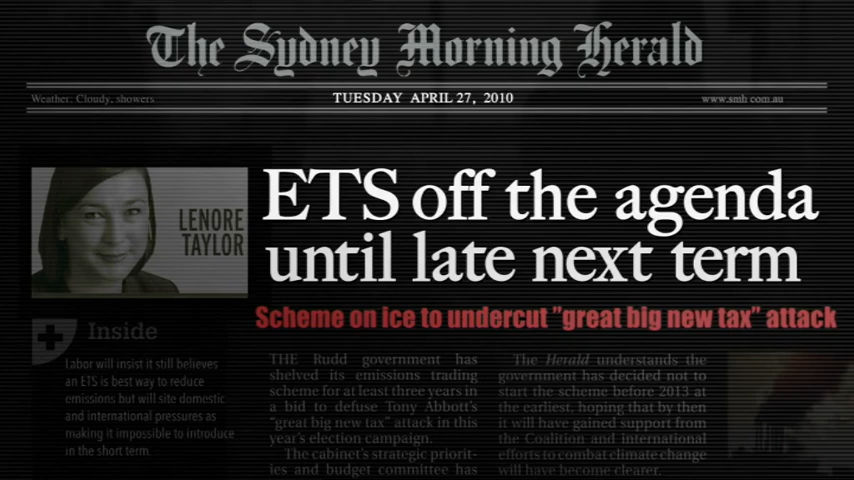 The Sydney Morning Herald
Weather: Cloudy, showers
TUESDAY APRIL 27, 2010
www.smh.com.au
LENORE
TAYLOR
ETS off the agenda
until late next term
Scheme on ice to undercut "great big new tax" attack
Inside
Labor will insist it still believes
an ETS is best way to reduce
emissions but will site domestic
and international pressures as
making it impossible to introduce
in the short term.
THE Rudd government has
shelved its emissions trading
scheme for at least three years in
a bid to defuse Tony Abbott's
"great big new tax" attack in this
year's election campaign.
The cabinet's strategic priorit-
ies and budget committee has
The Herald understands the
government has decided not to
start the scheme before 2013 at
the earliest, hoping that by then
it will have gained support from
the Coalition and international
efforts to combat climate change
will have become clearer.